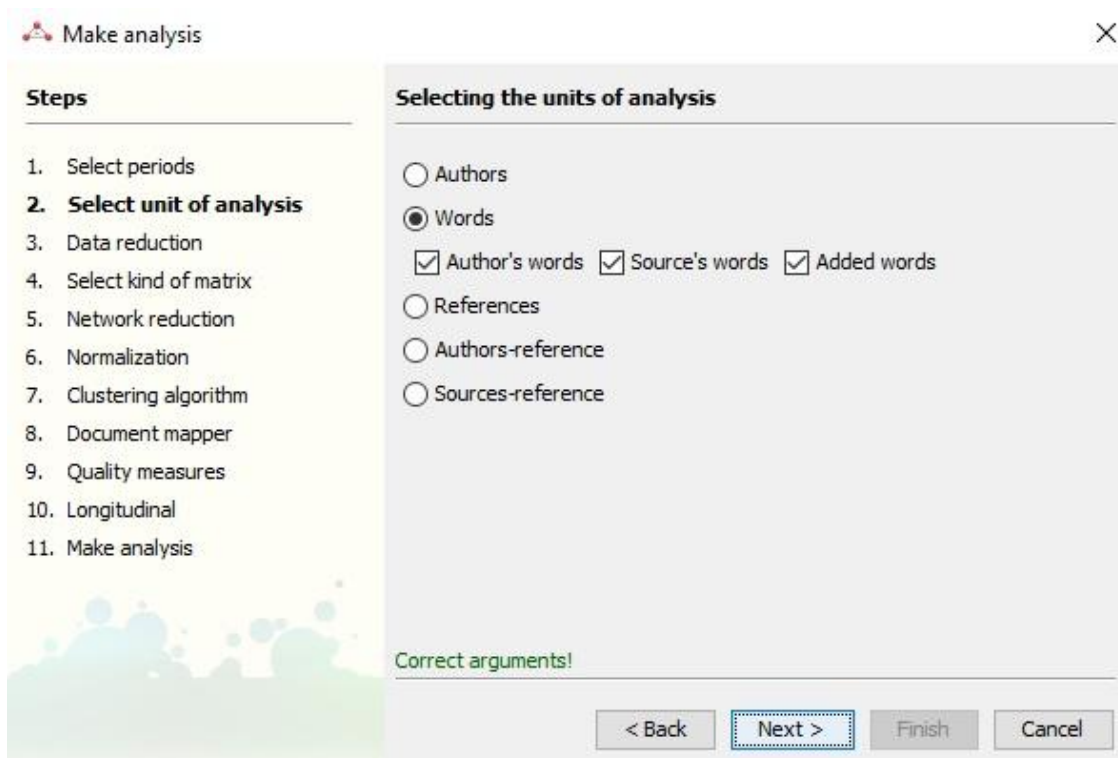 Make analysis
Steps
1. Select periods
2. Select unit of analysis
3. Data reduction
4. Select kind of matrix
5. Network reduction
6. Normalization
7. Clustering algorithm
8. Document mapper
9. Quality measures
10. Longitudinal
11. Make analysis
Selecting the units of analysis
Authors
Words
Author's words Source's words Added words
References
Authors-reference
Sources-reference
Correct arguments!
< Back Next > Finish Cancel